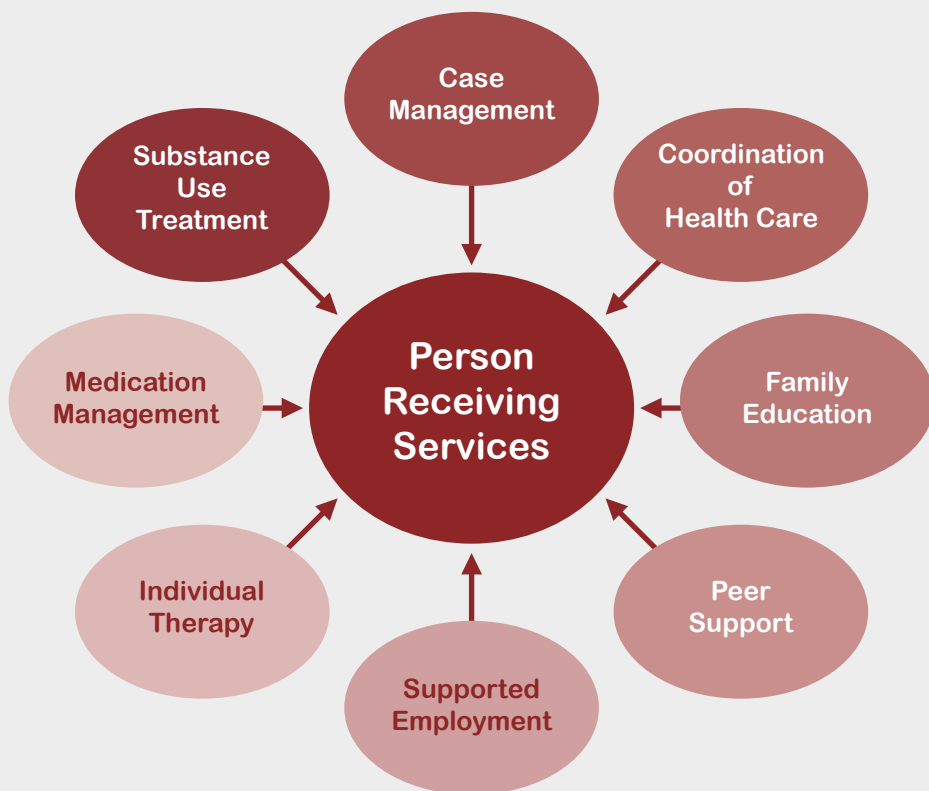 Case
Management
Coordination
of
Health Care
Family
Education
Peer
Support
Supported
Employment
Individual
Therapy
Medication
Management
Substance
Use
Treatment
Person
Receiving
Services